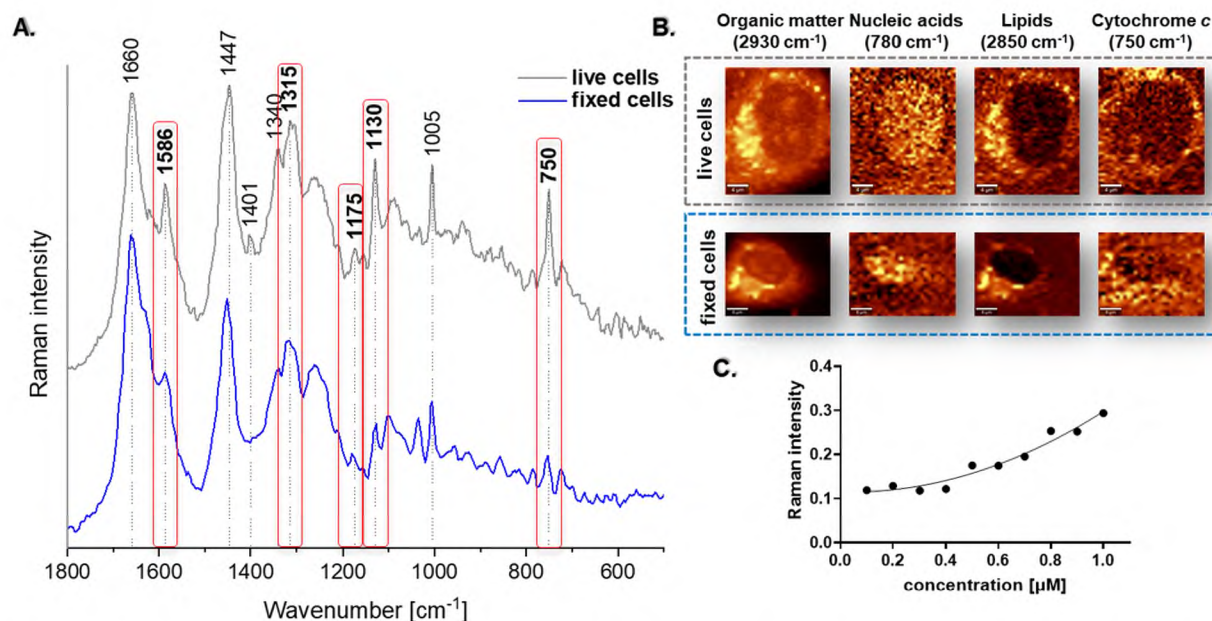 A.
1660
1586
1447
1401
1340
1315
1175
1130
1005
750
live cells
fixed cells
Raman intensity
1800 1600 1400 1200 1000 800 600
Wavenumber [cm-1]
B.
Organic matter Nucleic acids Lipids Cytochrome c
(2930 cm-1) (780 cm-1) (2850 cm-1) (750 cm-1)
live cells
fixed cells
C.
Raman intensity
0.4
0.3
0.2
0.1
0.0
0.0 0.2 0.4 0.6 0.8 1.0
concentration [µM]